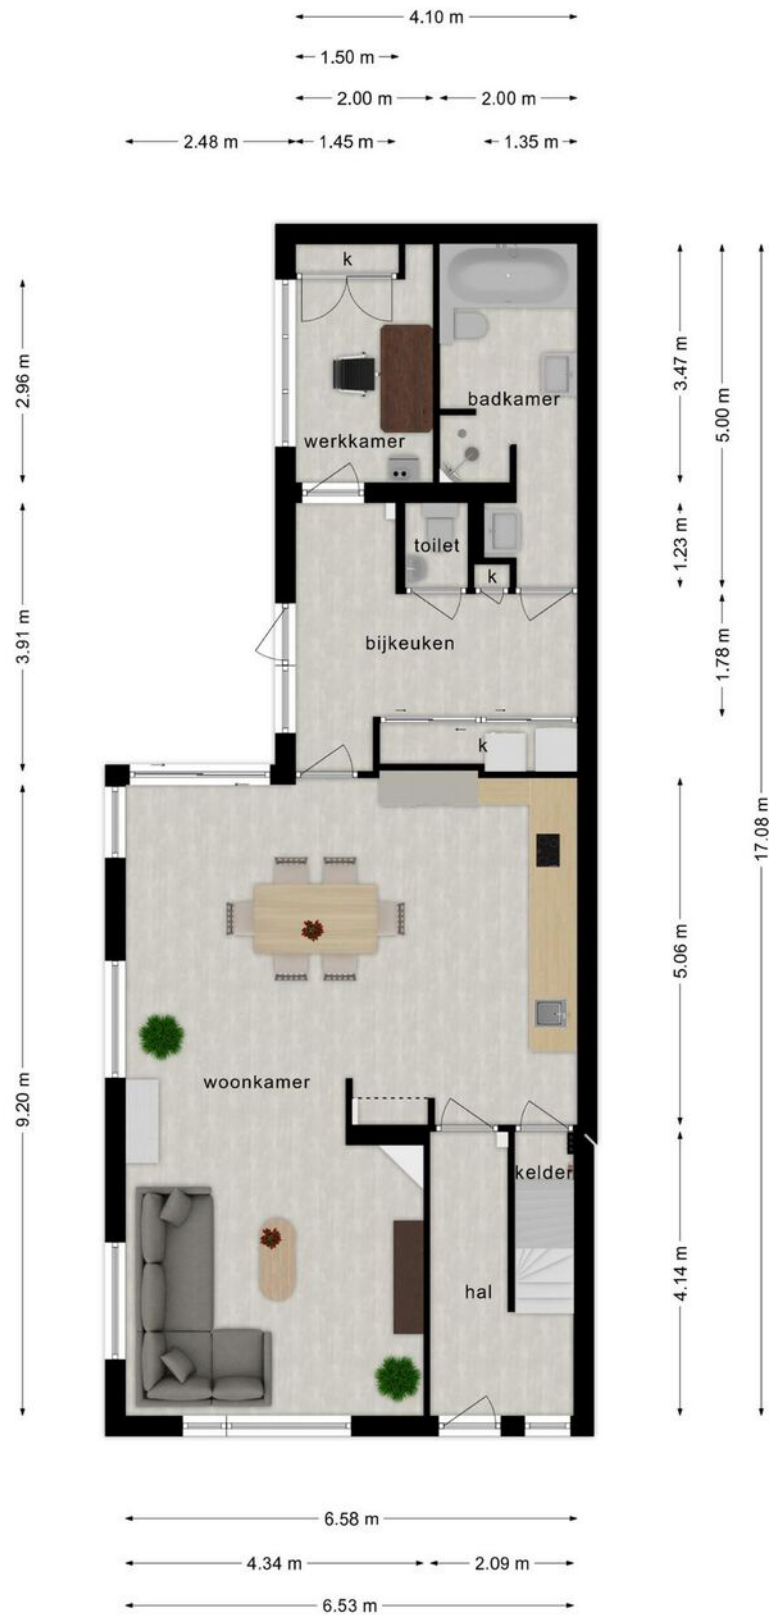 4.10 m
1.50 m
2.00 m
2.00 m
2.48 m
1.45 m
1.35 m
k
2.96 m
3.47 m
5.00 m
badkamer
werkkamer
toilet
1.23 m
k
3.91 m
bijkeuken
1.78 m
k
17.08 m
5.06 m
9.20 m
woonkamer
kelder
4.14 m
hal
6.58 m
4.34 m
2.09 m
6.53 m